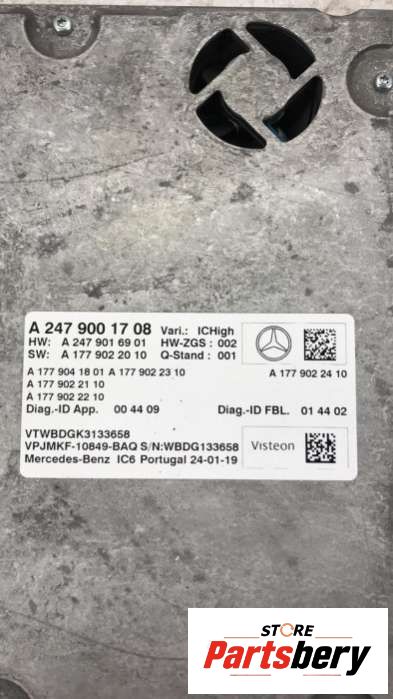 A 247 900 17 08 Vari.: ICHigh
HW: A 247 901 69 01 HW-ZGS : 002
SW: A 177 902 20 10 Q-Stand : 001
A 177 904 18 01 A 177 902 23 10 A 177 902 24 10
A 177 902 21 10
A 177 902 22 10
Diag.-ID App. 00 44 09 Diag.-ID FBL. 01 44 02
VTWBDGK3133658
VPJMKF-10849-BAQ S/N:WBDG133658
Mercedes-Benz IC6 Portugal 24-01-19
Visteon
STORE
Partsbery